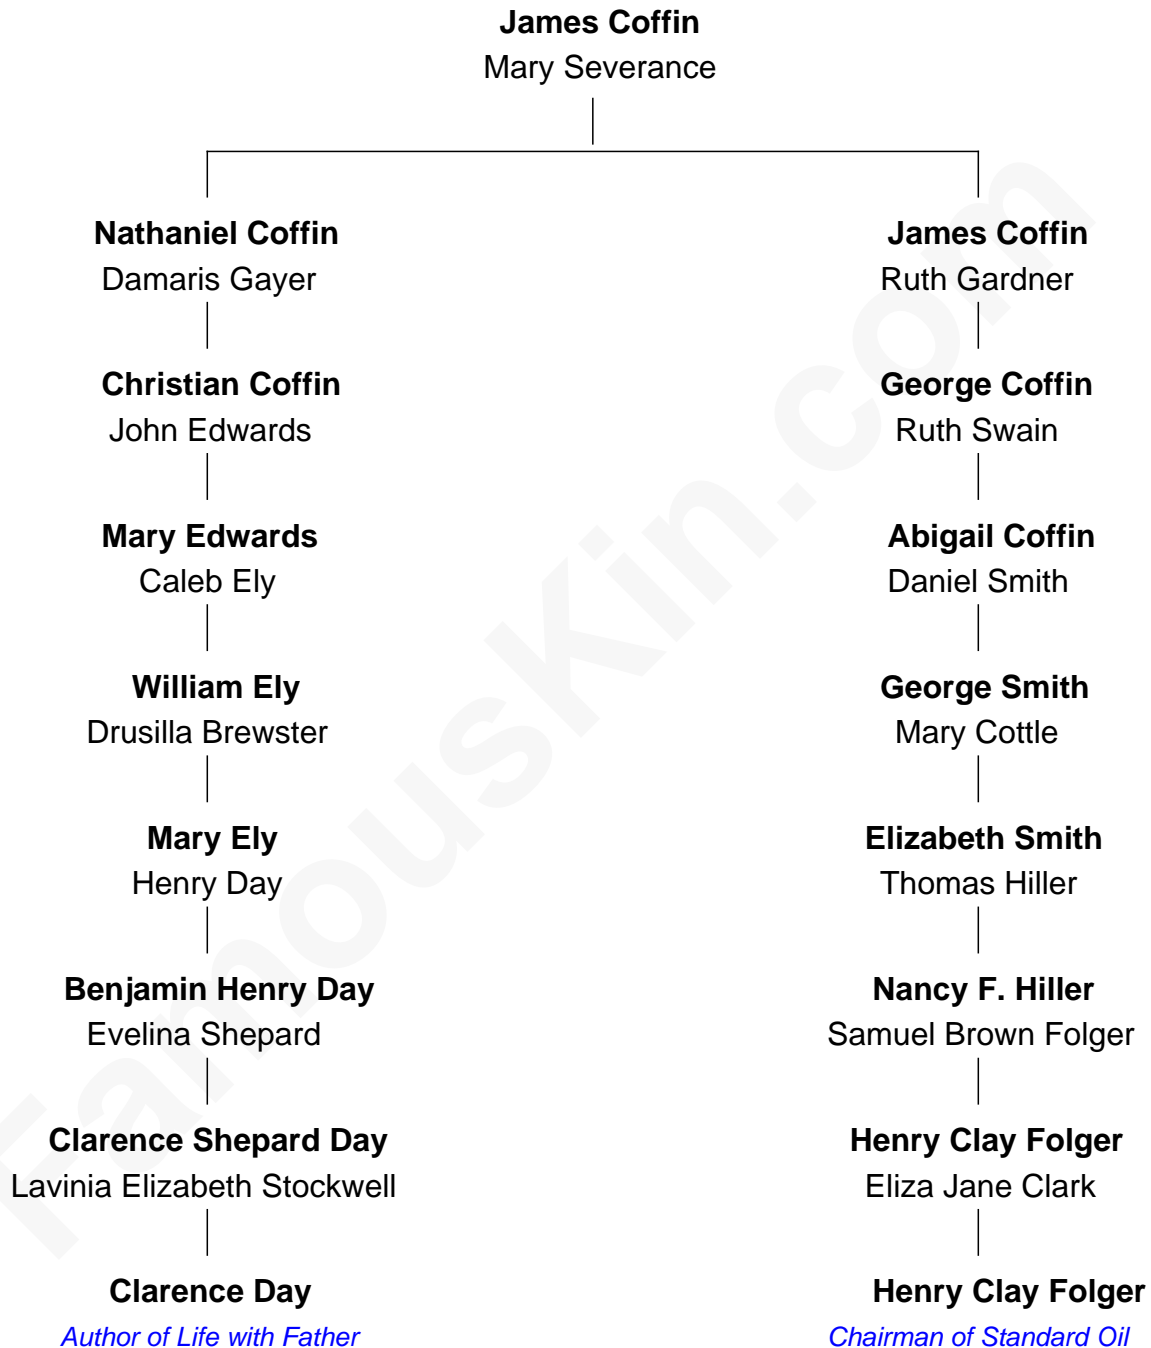 James Coffin
Mary Severance
Nathaniel Coffin
Damaris Gayer
James Coffin
Ruth Gardner
Christian Coffin
John Edwards
George Coffin
Ruth Swain
Mary Edwards
Caleb Ely
Abigail Coffin
Daniel Smith
William Ely
Drusilla Brewster
George Smith
Mary Cottle
Mary Ely
Henry Day
Elizabeth Smith
Thomas Hiller
Benjamin Henry Day
Evelina Shepard
Nancy F. Hiller
Samuel Brown Folger
Clarence Shepard Day
Lavinia Elizabeth Stockwell
Henry Clay Folger
Eliza Jane Clark
Clarence Day
Author of Life with Father
Henry Clay Folger
Chairman of Standard Oil
FamousKin.com